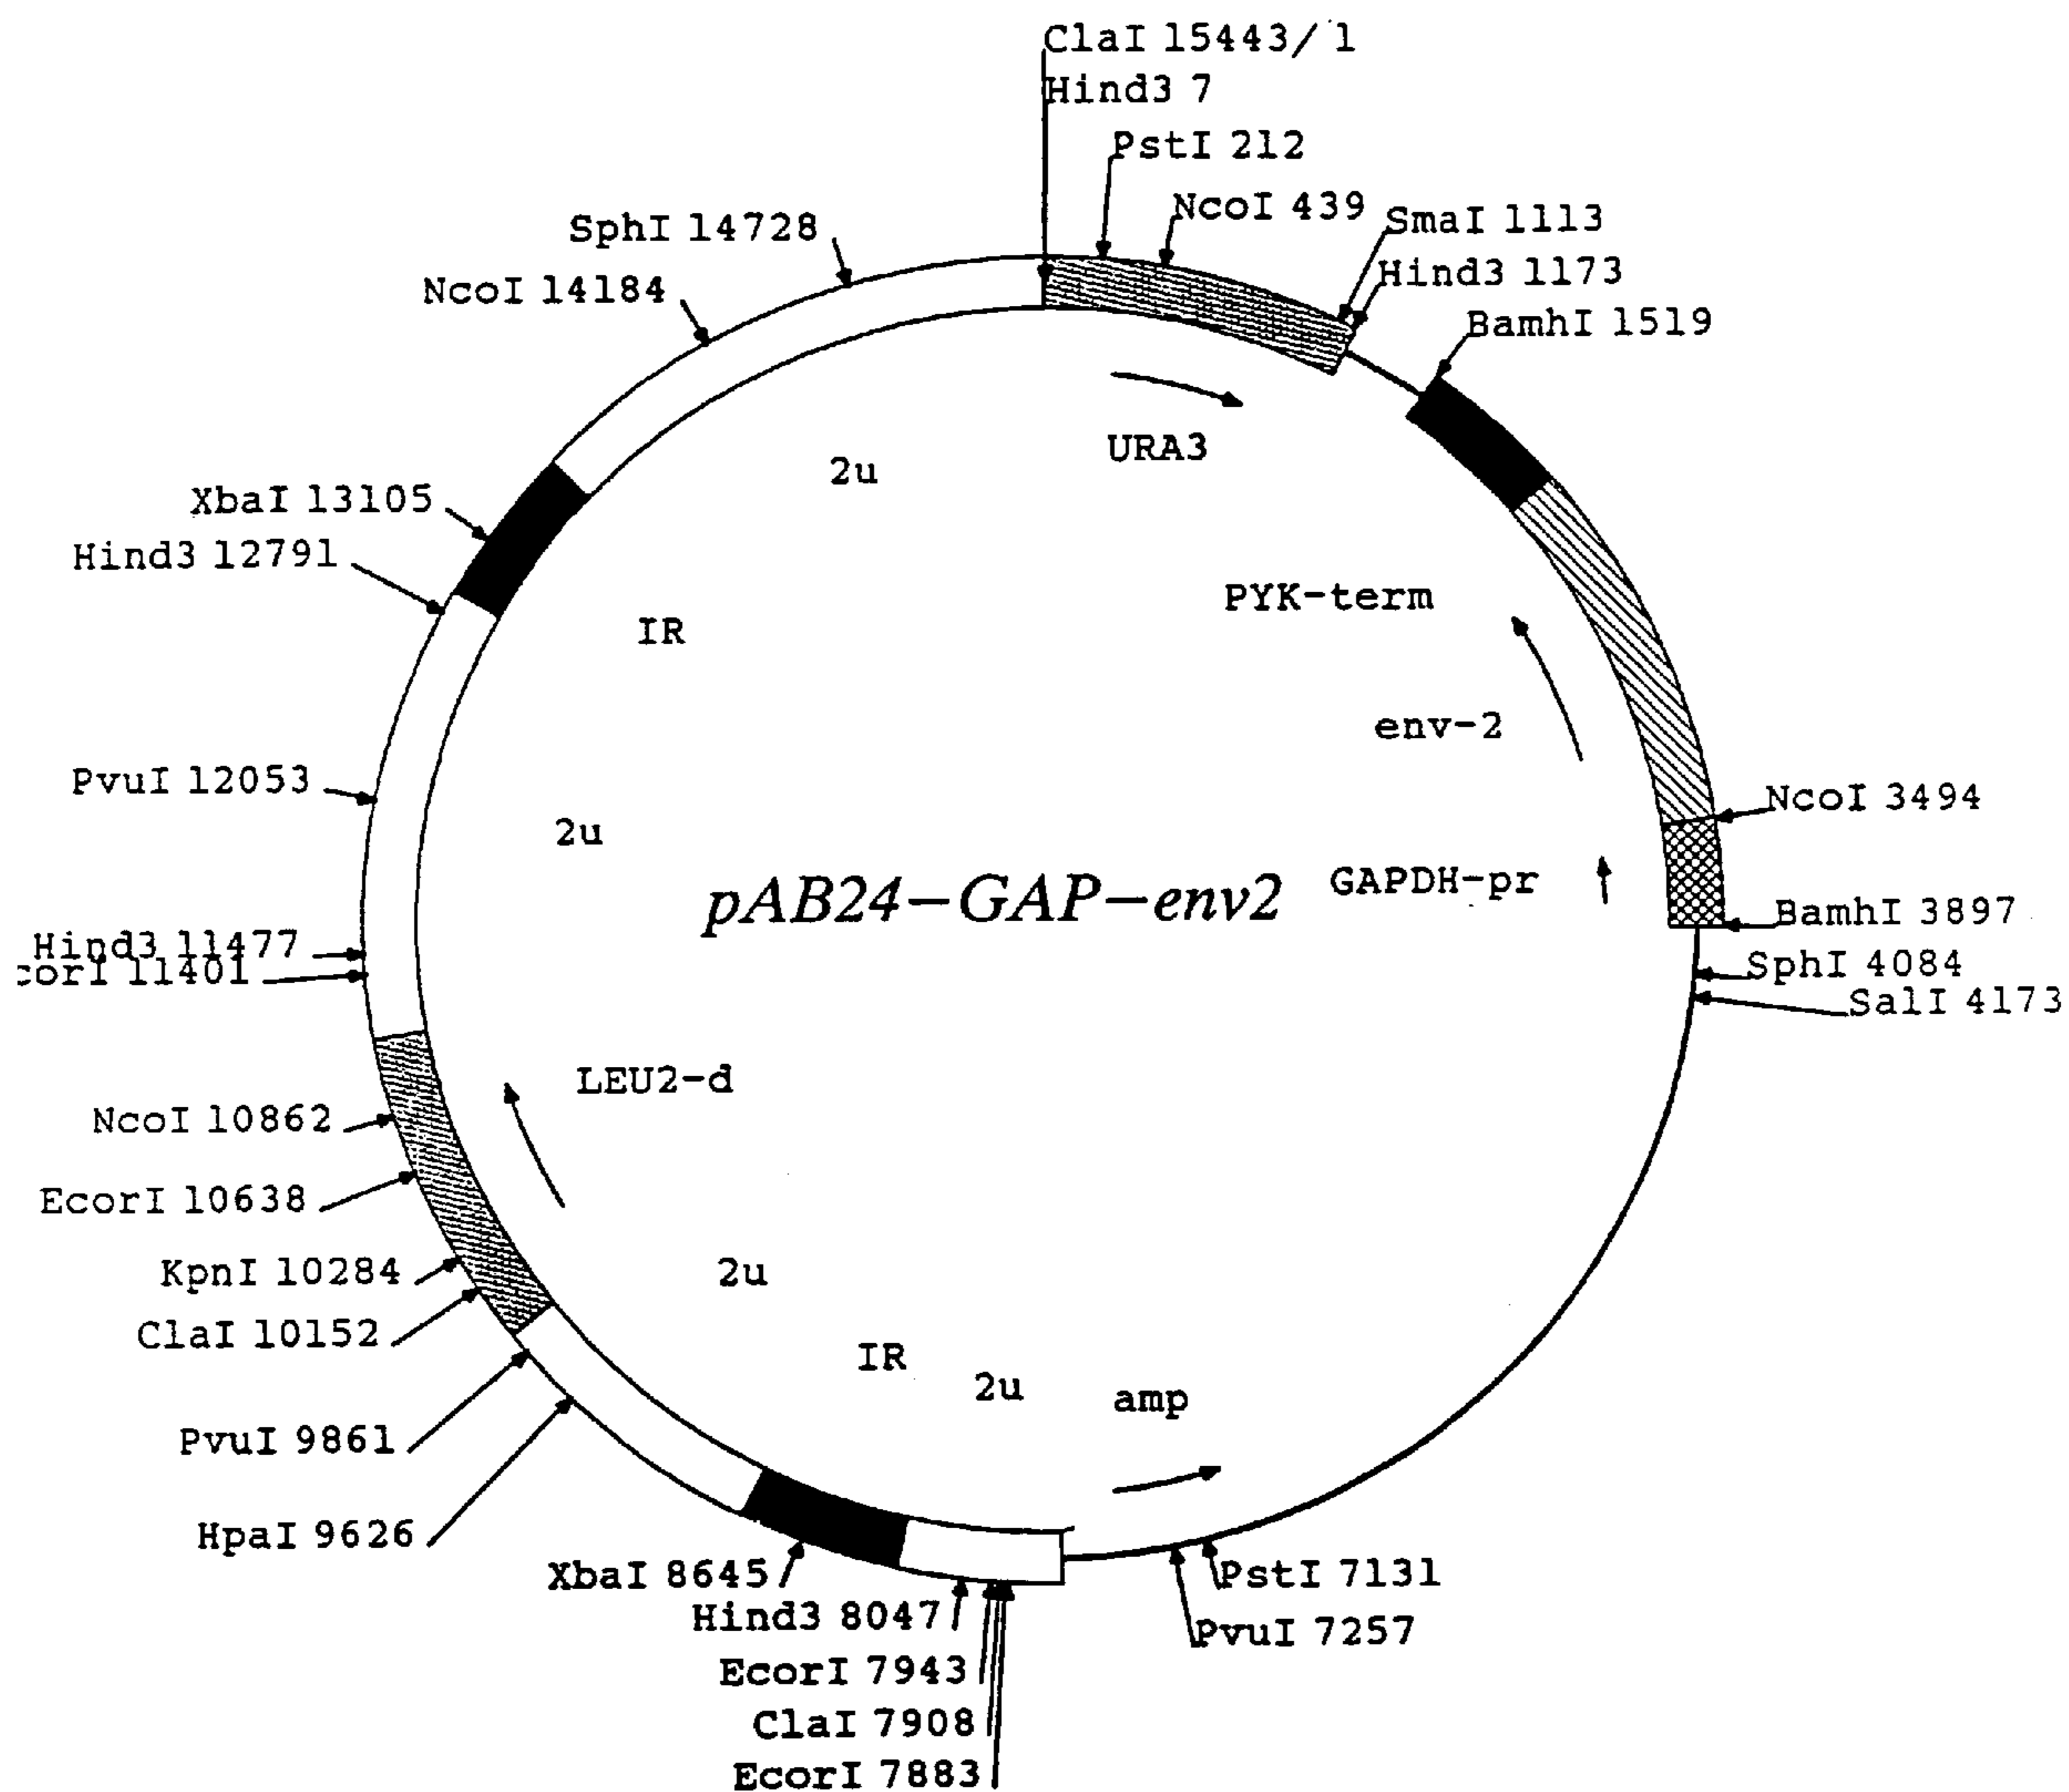 ClaI 15443/1
Hind3 7
PstI 212
NcoI 439
SmaI 1113
Hind3 1173
BamhI 1519
SphI 14728
NcoI 14184
URA3
2u
XbaI 13105
Hind3 12791
PYK-term
IR
env-2
PvuI 12053
NcoI 3494
2u
pAB24-GAP-env2
GAPDH-pr
BamhI 3897
Hind3 11477
corI 11401
SphI 4084
SalI 4173
LEU2-d
NcoI 10862
EcorI 10638
KpnI 10284
2u
ClaI 10152
IR
2u
amp
PvuI 9861
HpaI 9626
XbaI 8645
PstI 7131
Hind3 8047
PvuI 7257
EcorI 7943
ClaI 7908
EcorI 7883